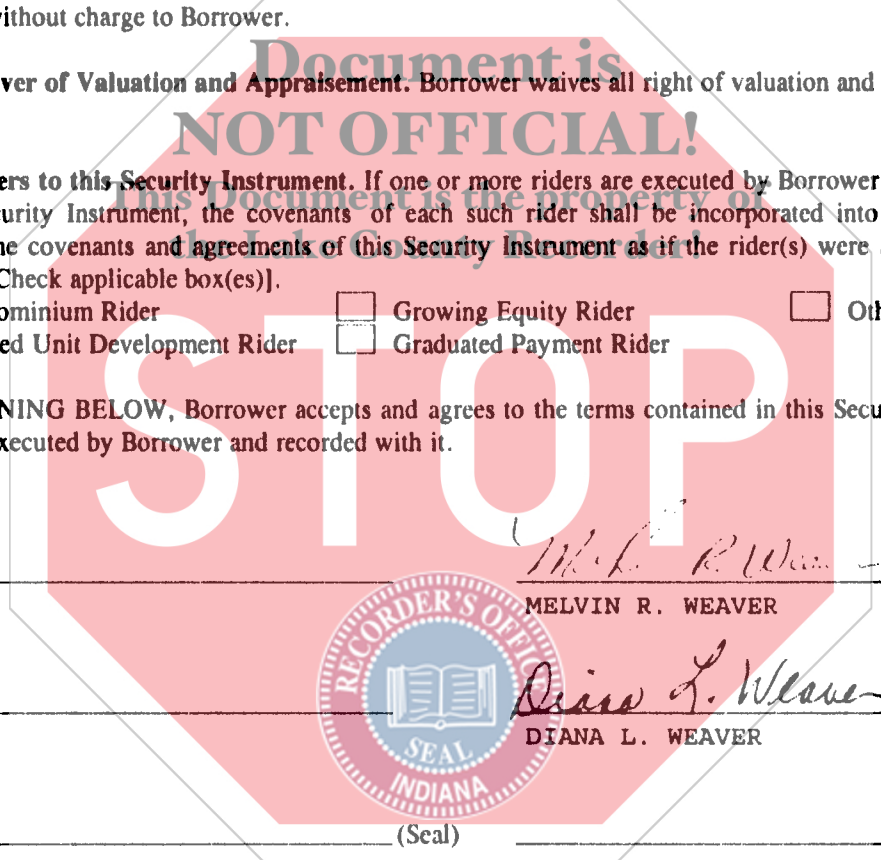 ithout charge to Borrower.
Document is
ver of Valuation and Appraisement. Borrower waives all right of valuation and
NOT OFFICIAL!
ers to this Security Instrument. If one or more riders are executed by Borrower
This Document is the property of
urity Instrument, the covenants of each such rider shall be incorporated into
the Lake County Recorder!
ne covenants and agreements of this Security Instrument as if the rider(s) were
Check applicable box(es)].
ominium Rider Growing Equity Rider Oth
ed Unit Development Rider Graduated Payment Rider
NING BELOW, Borrower accepts and agrees to the terms contained in this Secu
xecuted by Borrower and recorded with it.
STOP
R. Weaver
MELVIN R. WEAVER
RECORDER'S OFFICE
Diana L. Weaver
DIANA L. WEAVER
SEAL
INDIANA
(Seal)